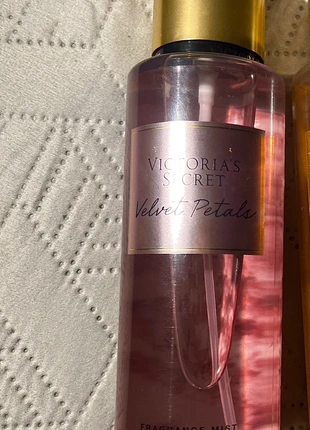 VICTORIA'S
SECRET
Velvet Petals
FRAGRANCE MIST